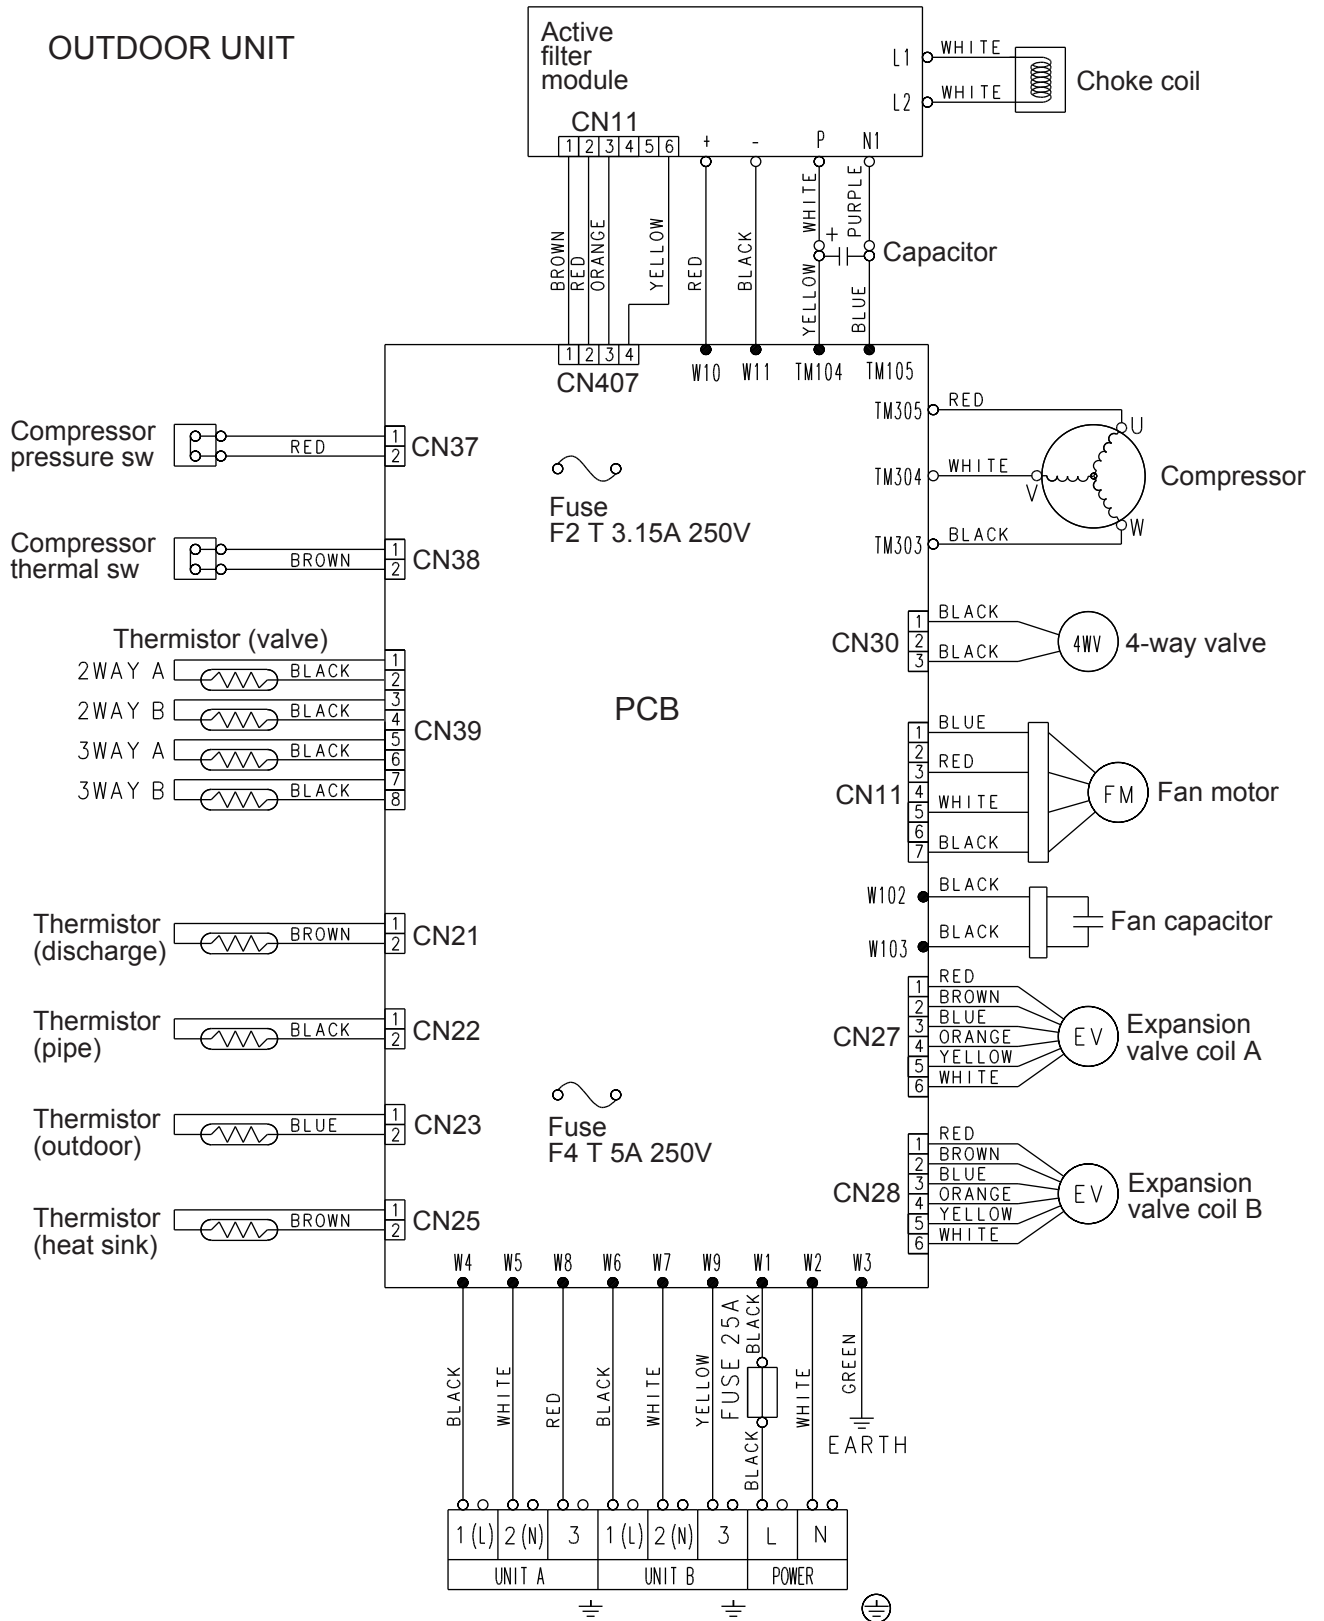 OUTDOOR UNIT
Active
filter
module
L1
WHITE
L2
WHITE
Choke coil
CN11
1 2 3 4 5 6
+
-
P
N1
BROWN
RED
ORANGE
YELLOW
RED
BLACK
WHITE
PURPLE
+
Capacitor
YELLOW
BLUE
1 2 3 4
CN407
W10
W11
TM104
TM105
Compressor
pressure sw
RED
1
2
CN37
Compressor
thermal sw
BROWN
1
2
CN38
Fuse
F2 T 3.15A 250V
TM305
RED
U
TM304
WHITE
V
Compressor
TM303
BLACK
W
Thermistor (valve)
2WAY A
BLACK
2WAY B
BLACK
3WAY A
BLACK
3WAY B
BLACK
1
2
3
4
5
6
7
8
CN39
PCB
CN30
1
2
3
BLACK
BLACK
4WV
4-way valve
CN11
1
2
3
4
5
6
7
BLUE
RED
WHITE
BLACK
FM
Fan motor
W102
BLACK
W103
BLACK
Fan capacitor
Thermistor
(discharge)
BROWN
1
2
CN21
Thermistor
(pipe)
BLACK
1
2
CN22
Thermistor
(outdoor)
BLUE
1
2
CN23
Thermistor
(heat sink)
BROWN
1
2
CN25
Fuse
F4 T 5A 250V
CN27
1
2
3
4
5
6
RED
BROWN
BLUE
ORANGE
YELLOW
WHITE
EV
Expansion
valve coil A
CN28
1
2
3
4
5
6
RED
BROWN
BLUE
ORANGE
YELLOW
WHITE
EV
Expansion
valve coil B
W4
W5
W8
W6
W7
W9
W1
W2
W3
BLACK
WHITE
RED
BLACK
WHITE
YELLOW
FUSE 25A
BLACK
BLACK
WHITE
GREEN
EARTH
1 (L)
2 (N)
3
1 (L)
2 (N)
3
L
N
UNIT A
UNIT B
POWER